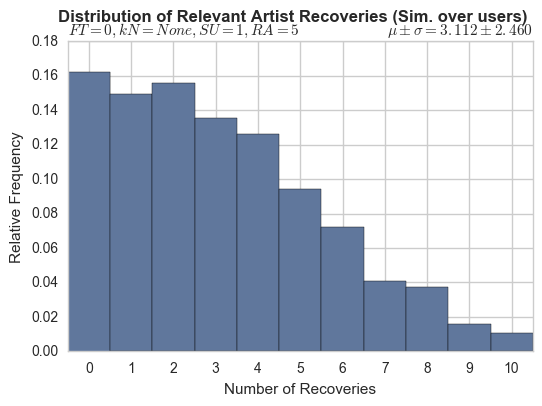 Distribution of Relevant Artist Recoveries (Sim. over users)
FT = 0, kN = None, SU = 1, RA = 5 μ ± σ = 3.112 ± 2.460
0.18
0.16
0.14
0.12
0.10
0.08
0.06
0.04
0.02
0.00
Relative Frequency
0 1 2 3 4 5 6 7 8 9 10
Number of Recoveries